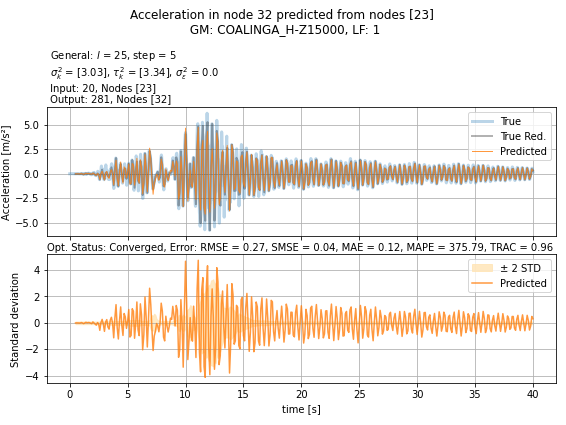 Acceleration in node 32 predicted from nodes [23]
GM: COALINGA_H-Z15000, LF: 1
General: l = 25, step = 5
σ²ₖ = [3.03], τ²ₖ = [3.34], σ²ε = 0.0
Input: 20, Nodes [23]
Output: 281, Nodes [32]
Acceleration [m/s²]
5.0
2.5
0.0
−2.5
−5.0
True
True Red.
Predicted
Opt. Status: Converged, Error: RMSE = 0.27, SMSE = 0.04, MAE = 0.12, MAPE = 375.79, TRAC = 0.96
Standard deviation
4
2
0
−2
−4
± 2 STD
Predicted
0 5 10 15 20 25 30 35 40
time [s]